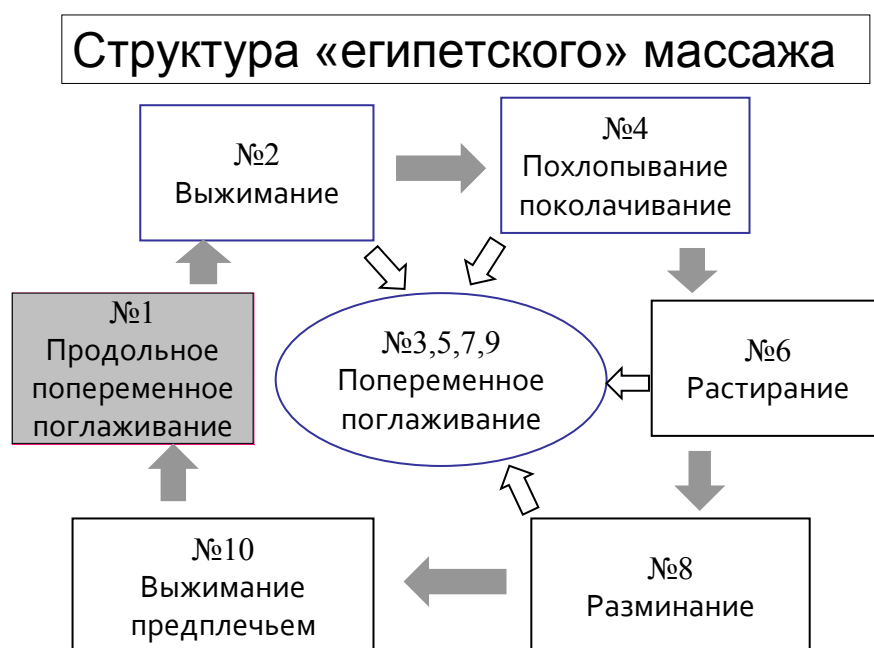 Структура «египетского» массажа
№2
Выжимание
№4
Похлопывание
поколачивание
№1
Продольное
попеременное
поглаживание
№3,5,7,9
Попеременное
поглаживание
№6
Растирание
№10
Выжимание
предплечьем
№8
Разминание